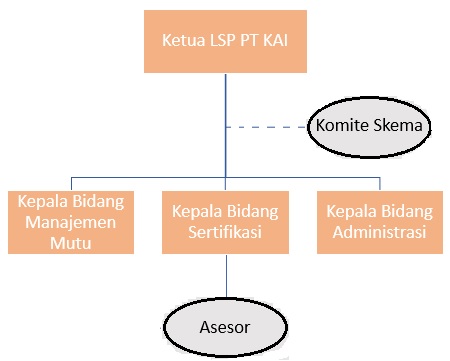 Ketua LSP PT KAI
Komite Skema
Kepala Bidang
Manajemen
Mutu
Kepala Bidang
Sertifikasi
Kepala Bidang
Administrasi
Asesor